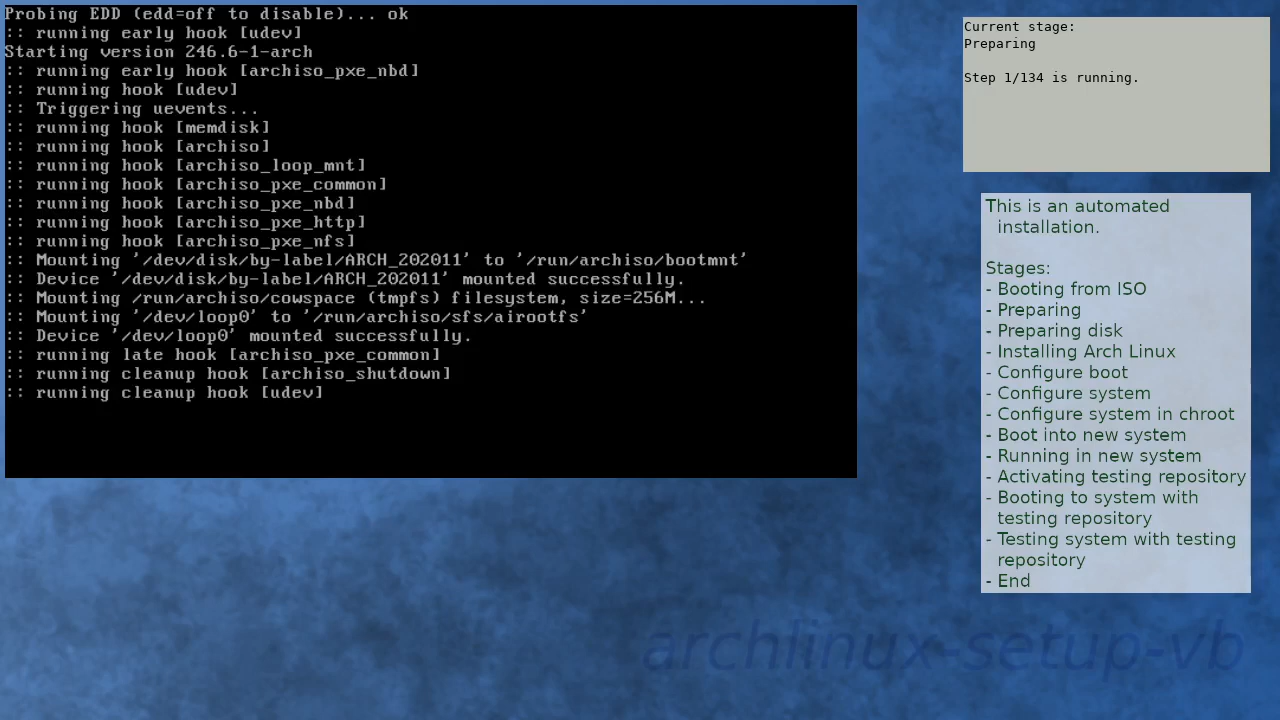 Probing EDD (edd=off to disable)... ok
:: running early hook [udev]
Starting version 246.6-1-arch
:: running early hook [archiso_pxe_nbd]
:: running hook [udev]
:: Triggering uevents...
:: running hook [memdisk]
:: running hook [archiso]
:: running hook [archiso_loop_mnt]
:: running hook [archiso_pxe_common]
:: running hook [archiso_pxe_nbd]
:: running hook [archiso_pxe_http]
:: running hook [archiso_pxe_nfs]
:: Mounting '/dev/disk/by-label/ARCH_202011' to '/run/archiso/bootmnt'
:: Device '/dev/disk/by-label/ARCH_202011' mounted successfully.
:: Mounting /run/archiso/cowspace (tmpfs) filesystem, size=256M...
:: Mounting '/dev/loop0' to '/run/archiso/sfs/airootfs'
:: Device '/dev/loop0' mounted successfully.
:: running late hook [archiso_pxe_common]
:: running cleanup hook [archiso_shutdown]
:: running cleanup hook [udev]
Current stage:
Preparing
Step 1/134 is running.
This is an automated
installation.
Stages:
- Booting from ISO
- Preparing
- Preparing disk
- Installing Arch Linux
- Configure boot
- Configure system
- Configure system in chroot
- Boot into new system
- Running in new system
- Activating testing repository
- Booting to system with
testing repository
- Testing system with testing
repository
- End
archlinux-setup-vb